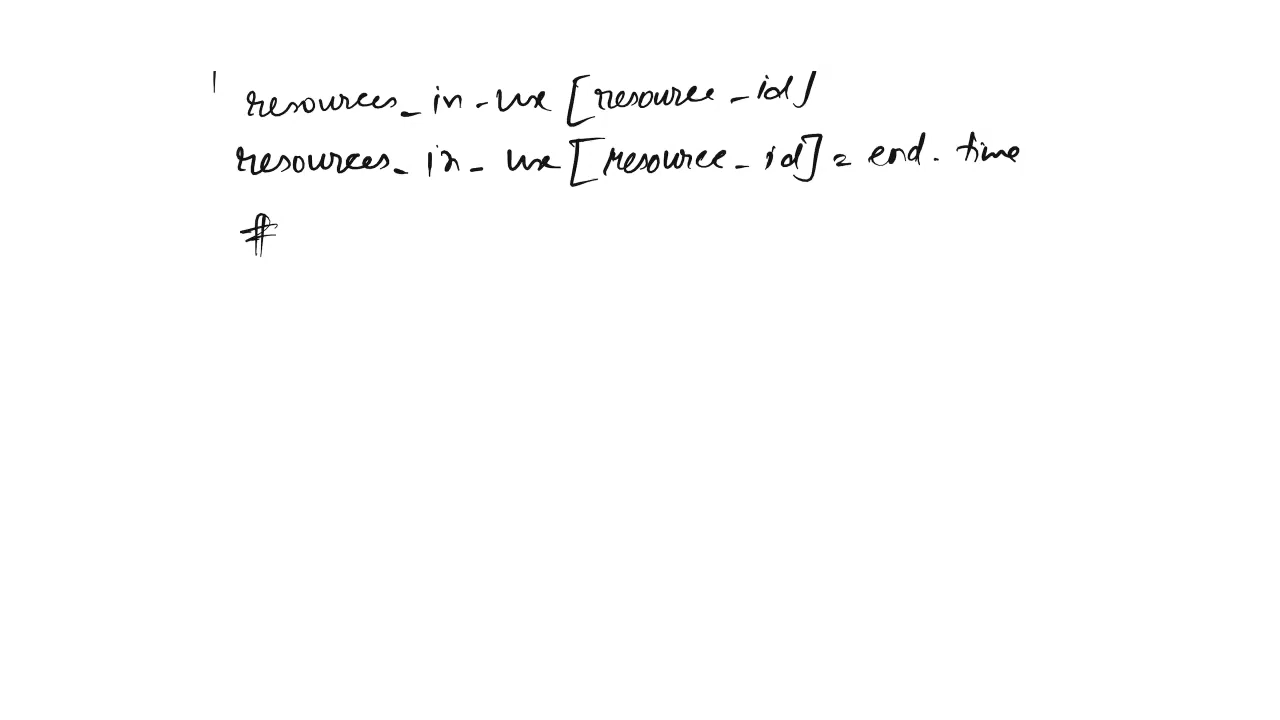 resources_in_use[resource_id]
resources_in_use[resource_id] = end.time
#